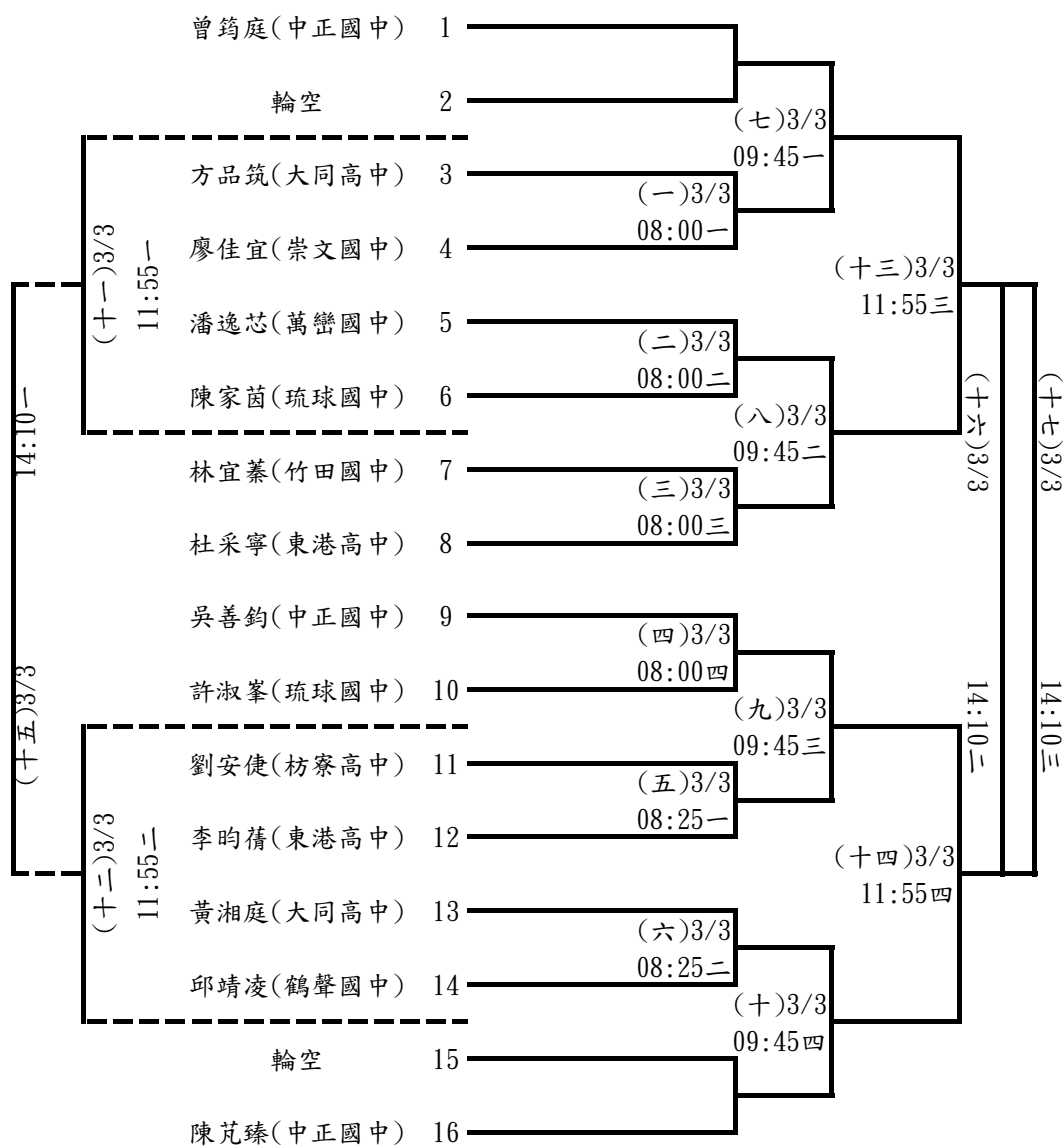 曾筠庭(中正國中) 1
輪空 2
(七)3/3
09:45一
方品筑(大同高中) 3
(一)3/3
08:00一
廖佳宜(崇文國中) 4
(十一)3/3
11:55一
(十三)3/3
11:55三
潘逸芯(萬巒國中) 5
(二)3/3
08:00二
陳家茵(琉球國中) 6
(八)3/3
09:45二
林宜蓁(竹田國中) 7
(三)3/3
08:00三
杜采寧(東港高中) 8
(十五)3/3
14:10一
(十六)3/3
14:10二
(十七)3/3
14:10三
吳善鈞(中正國中) 9
(四)3/3
08:00四
許淑峯(琉球國中) 10
(九)3/3
09:45三
劉安倢(枋寮高中) 11
(五)3/3
08:25一
李昀蒨(東港高中) 12
(十二)3/3
11:55二
(十四)3/3
11:55四
黃湘庭(大同高中) 13
(六)3/3
08:25二
邱靖凌(鶴聲國中) 14
(十)3/3
09:45四
輪空 15
陳芃臻(中正國中) 16